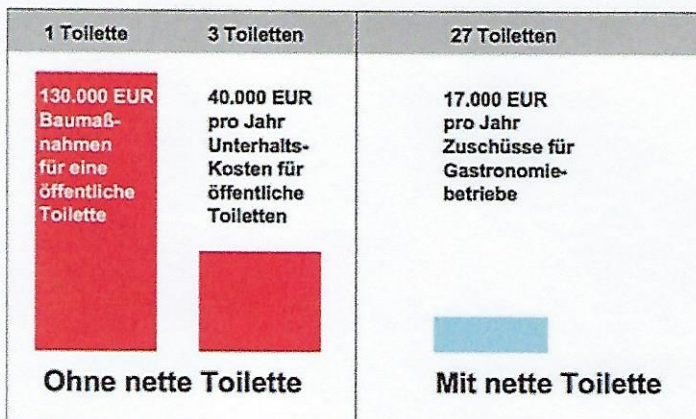 1 Toilette
3 Toiletten
27 Toiletten
130.000 EUR
Baumaß-
nahmen
für eine
öffentliche
Toilette
40.000 EUR
pro Jahr
Unterhalts-
Kosten für
öffentliche
Toiletten
17.000 EUR
pro Jahr
Zuschüsse für
Gastronomie-
betriebe
Ohne nette Toilette
Mit nette Toilette